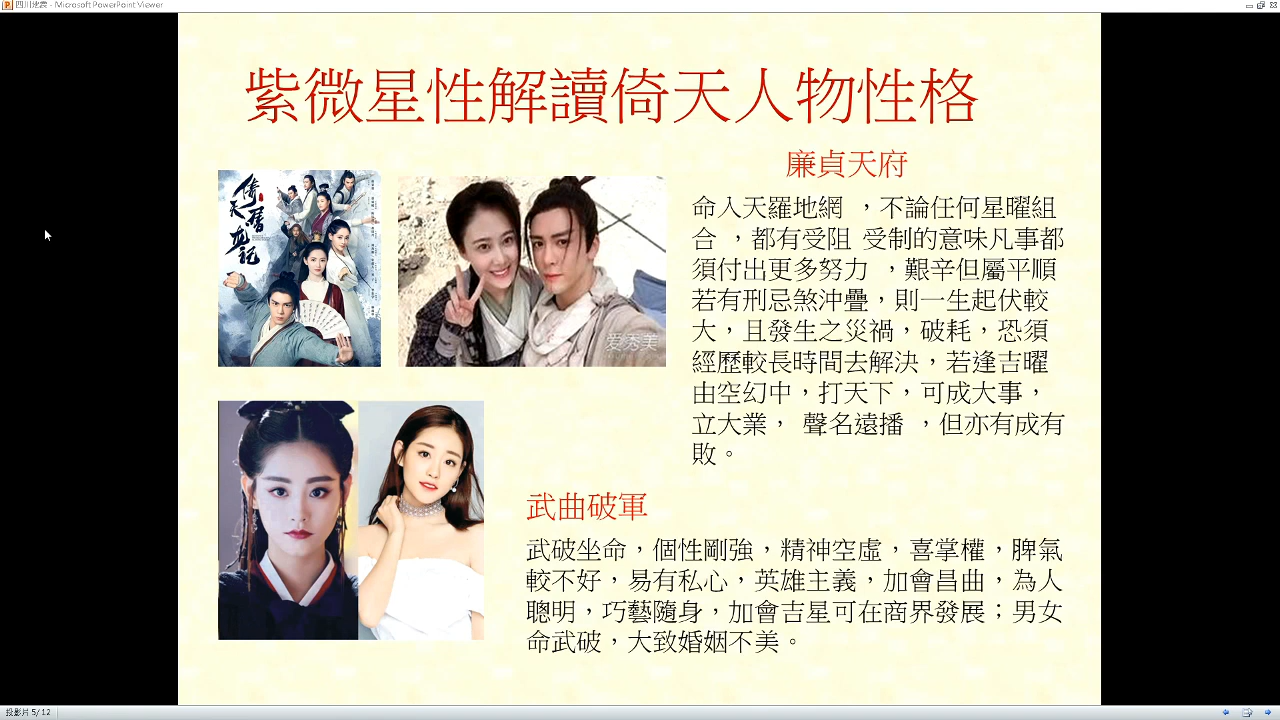 四川地震 - Microsoft PowerPoint Viewer
紫微星性解讀倚天人物性格
廉貞天府
命入天羅地網 ，不論任何星曜組
合 ，都有受阻 受制的意味凡事都
須付出更多努力 ，艱辛但屬平順
若有刑忌煞沖疊，則一生起伏較
大，且發生之災禍，破耗，恐須
經歷較長時間去解決，若逢吉曜
由空幻中，打天下，可成大事，
立大業， 聲名遠播 ，但亦有成有
敗。
倚天屠龍記
爱秀美
武曲破軍
武破坐命，個性剛強，精神空虛，喜掌權，脾氣
較不好，易有私心，英雄主義，加會昌曲，為人
聰明，巧藝隨身，加會吉星可在商界發展；男女
命武破，大致婚姻不美。
投影片 5/12